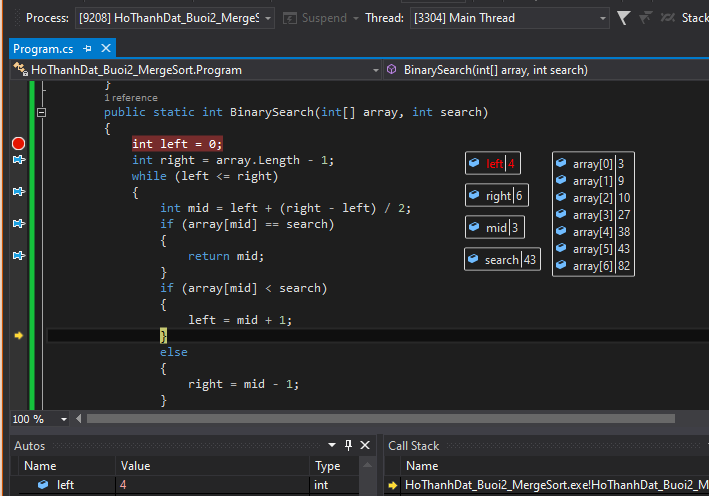 Process: [9208] HoThanhDat_Buoi2_MergeSort Suspend Thread: [3304] Main Thread Stack
Program.cs
HoThanhDat_Buoi2_MergeSort.Program BinarySearch(int[] array, int search)
}
1 reference
public static int BinarySearch(int[] array, int search)
{
int left = 0;
int right = array.Length - 1;
while (left <= right)
{
int mid = left + (right - left) / 2;
if (array[mid] == search)
{
return mid;
}
if (array[mid] < search)
{
left = mid + 1;
}
else
{
right = mid - 1;
}
left 4
right 6
mid 3
search 43
array[0] 3
array[1] 9
array[2] 10
array[3] 27
array[4] 38
array[5] 43
array[6] 82
100 %
Autos
Name Value Type
left 4 int
Call Stack
Name
HoThanhDat_Buoi2_MergeSort.exe!HoThanhDat_Buoi2_M